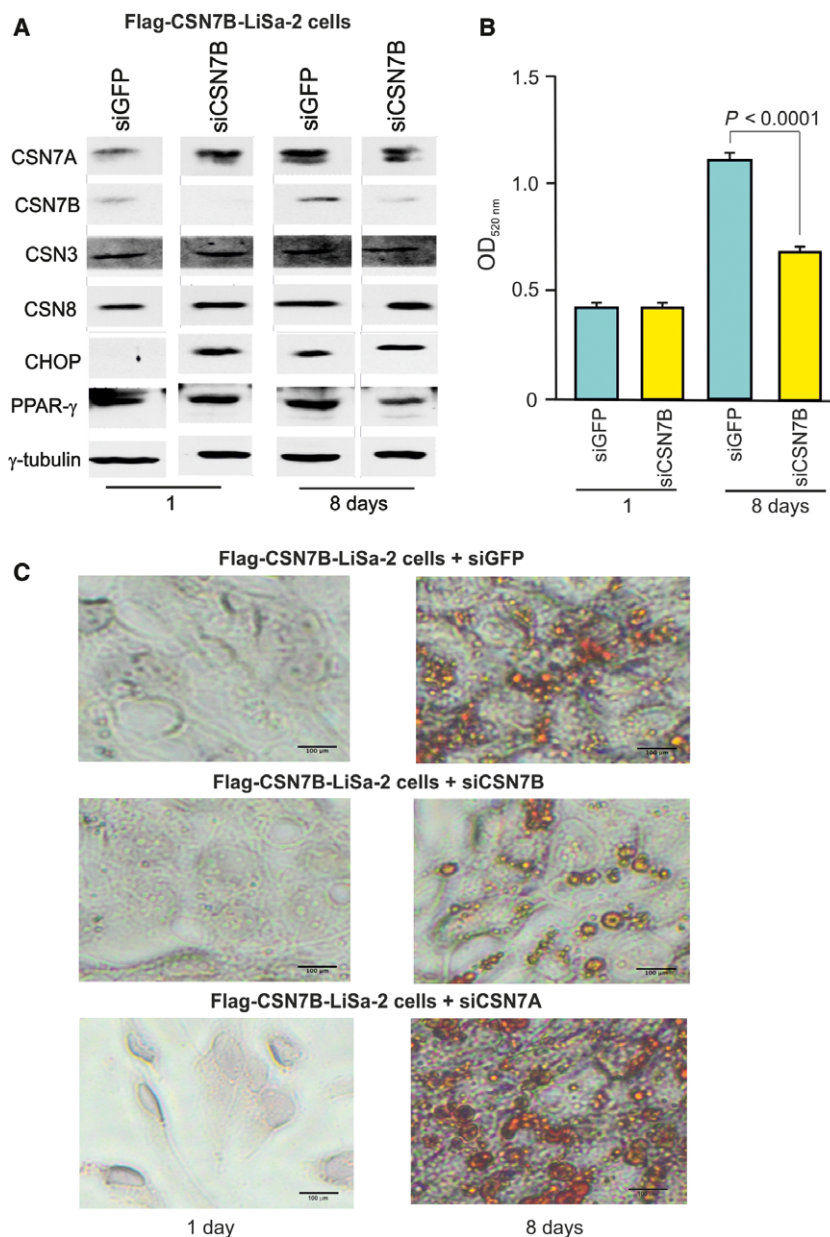 A
Flag-CSN7B-LiSa-2 cells
siGFP
siCSN7B
siGFP
siCSN7B
CSN7A
CSN7B
CSN3
CSN8
CHOP
PPAR-γ
γ-tubulin
1
8 days
B
1.5
1.0
0.5
0
OD520 nm
P < 0.0001
siGFP
siCSN7B
siGFP
siCSN7B
1
8 days
C
Flag-CSN7B-LiSa-2 cells + siGFP
100 µm
100 µm
Flag-CSN7B-LiSa-2 cells + siCSN7B
100 µm
100 µm
Flag-CSN7B-LiSa-2 cells + siCSN7A
100 µm
1 day
8 days